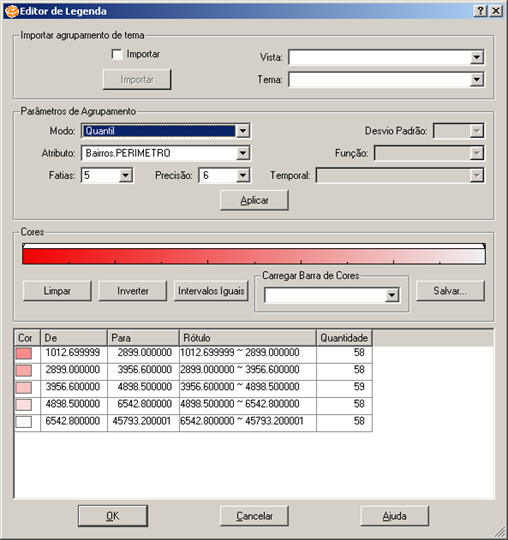 Editor de Legenda
Importar agrupamento de tema
Importar
Vista:
Importar
Tema:
Parâmetros de Agrupamento
Modo: Quantil Desvio Padrão:
Atributo: Bairros.PERIMETRO Função:
Fatias: 5 Precisão: 6 Temporal:
Aplicar
Cores
Carregar Barra de Cores
Limpar Inverter Intervalos Iguais Salvar...
Cor De Para Rótulo Quantidade
1012.699999 2899.000000 1012.699999 ~ 2899.000000 58
2899.000000 3956.600000 2899.000000 ~ 3956.600000 58
3956.600000 4898.500000 3956.600000 ~ 4898.500000 59
4898.500000 6542.800000 4898.500000 ~ 6542.800000 58
6542.800000 45793.200001 6542.800000 ~ 45793.200001 58
OK Cancelar Ajuda